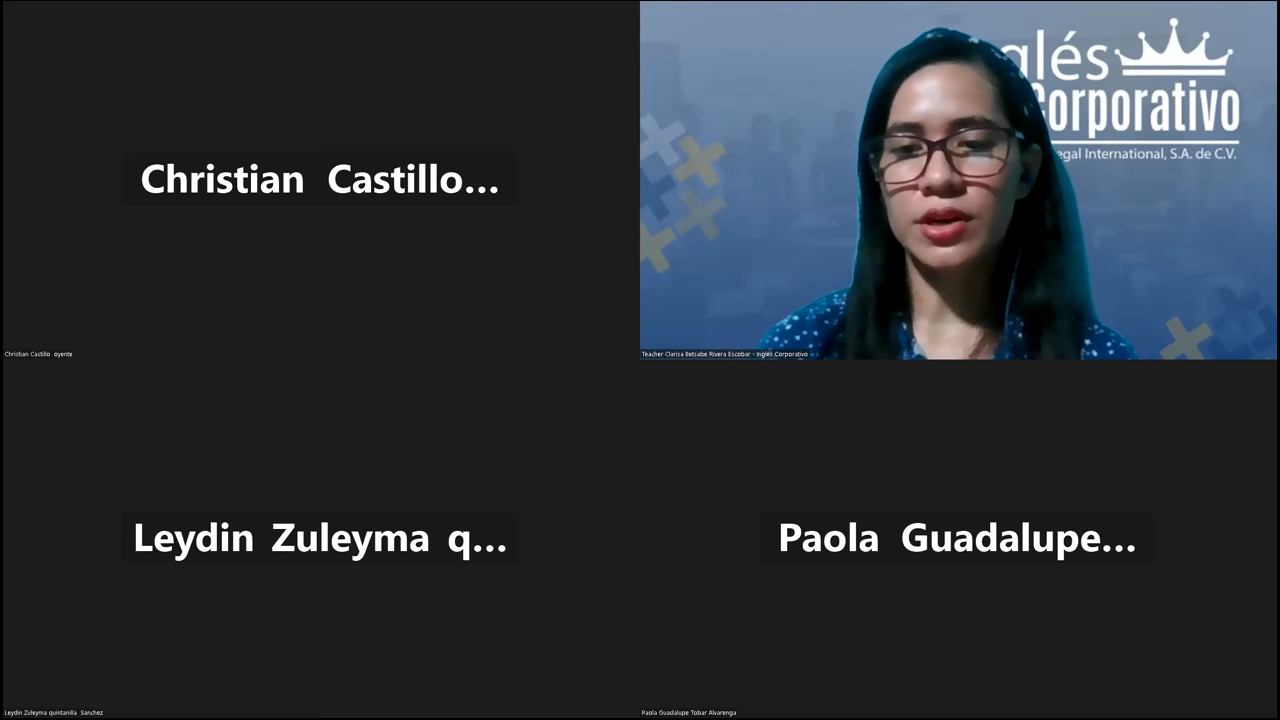 Christian Castillo...
Christian Castillo oyente
glés
Corporativo
egal International, S.A. de C.V.
Teacher Clarisa Betsabe Rivera Escobar - Inglés Corporativo
Leydin Zuleyma q...
Leydin Zuleyma quintanilla Sanchez
Paola Guadalupe...
Paola Guadalupe Tobar Alvarenga